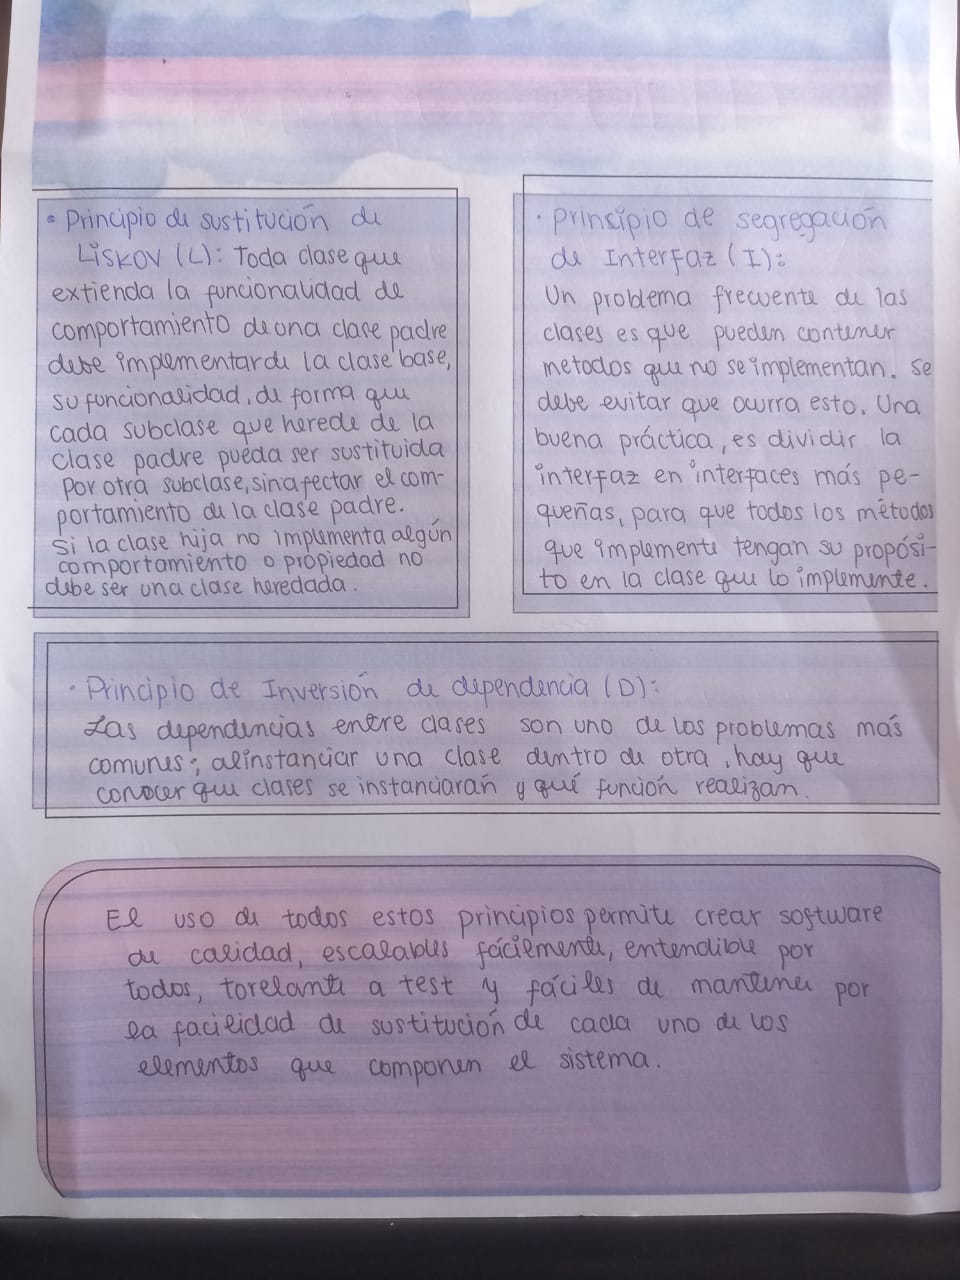 • Principio de sustitución de
Liskov (L): Toda clase que
extienda la funcionalidad de
comportamiento de una clase padre
debe implementar de la clase base,
su funcionalidad, de forma que
cada subclase que herede de la
clase padre pueda ser sustituida
por otra subclase, sin afectar el com-
portamiento de la clase padre.
Si la clase hija no implementa algún
comportamiento o propiedad no
debe ser una clase heredada.
· Principio de segregación
de Interfaz (I):
Un problema frecuente de las
clases es que pueden contener
metodos que no se implementan. Se
debe evitar que ocurra esto. Una
buena práctica, es dividir la
interfaz en interfaces más pe-
queñas, para que todos los métodos
que implemente tengan su propósi-
to en la clase que lo implemente.
· Principio de Inversión de dependencia (D):
Las dependencias entre clases son uno de los problemas más
comunes; al instanciar una clase dentro de otra, hay que
conocer que clases se instanciarán y qué función realizan.
El uso de todos estos principios permite crear software
de calidad, escalables fácilmente, entendible por
todos, torelante a test y fáciles de mantener por
la facilidad de sustitución de cada uno de los
elementos que componen el sistema.